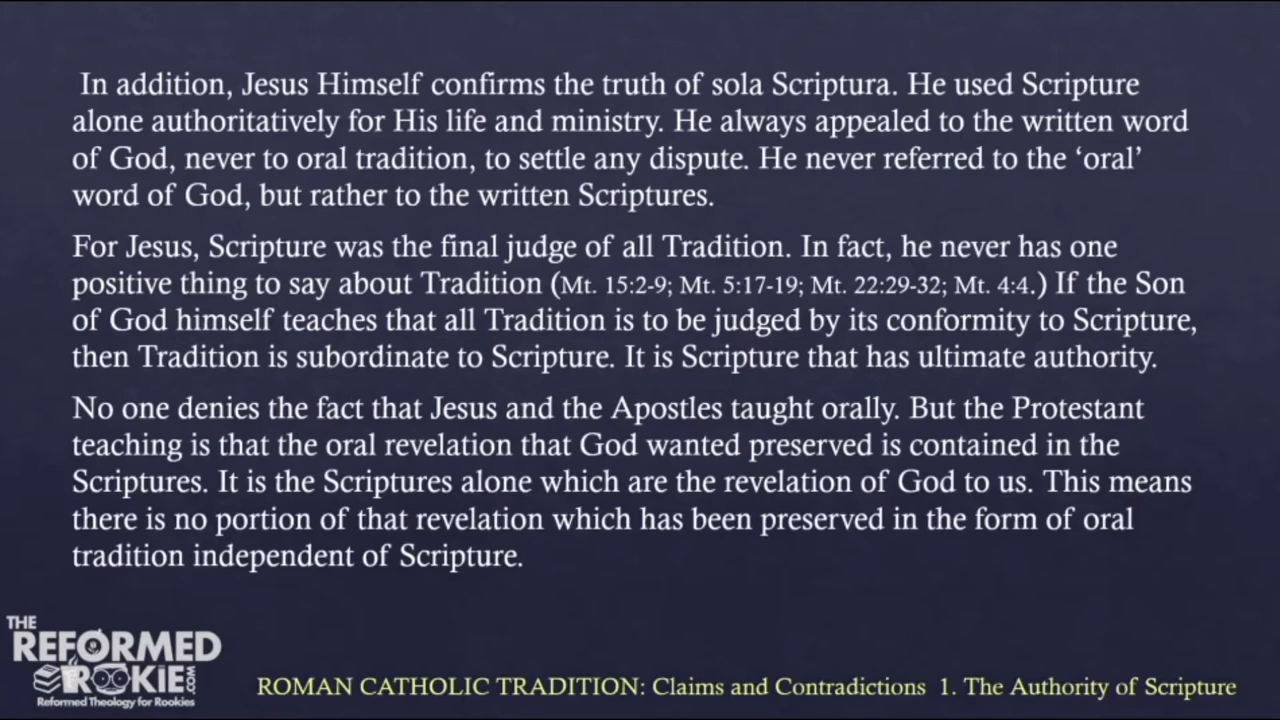 In addition, Jesus Himself confirms the truth of sola Scriptura. He used Scripture
alone authoritatively for His life and ministry. He always appealed to the written word
of God, never to oral tradition, to settle any dispute. He never referred to the ‘oral’
word of God, but rather to the written Scriptures.
For Jesus, Scripture was the final judge of all Tradition. In fact, he never has one
positive thing to say about Tradition (Mt. 15:2-9; Mt. 5:17-19; Mt. 22:29-32; Mt. 4:4.) If the Son
of God himself teaches that all Tradition is to be judged by its conformity to Scripture,
then Tradition is subordinate to Scripture. It is Scripture that has ultimate authority.
No one denies the fact that Jesus and the Apostles taught orally. But the Protestant
teaching is that the oral revelation that God wanted preserved is contained in the
Scriptures. It is the Scriptures alone which are the revelation of God to us. This means
there is no portion of that revelation which has been preserved in the form of oral
tradition independent of Scripture.
THE
REFORMED
ROOKIE
.COM
Reformed Theology for Rookies
ROMAN CATHOLIC TRADITION: Claims and Contradictions 1. The Authority of Scripture